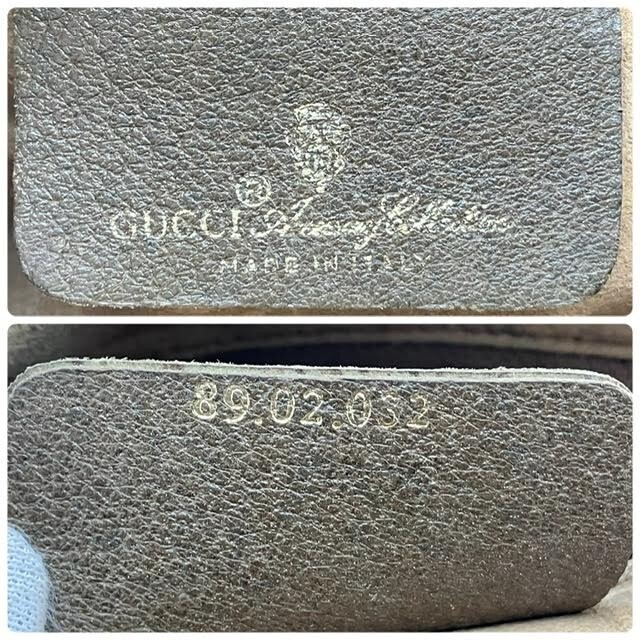 ®
GUCCI Accessory Collection
MADE IN ITALY
89.02.032